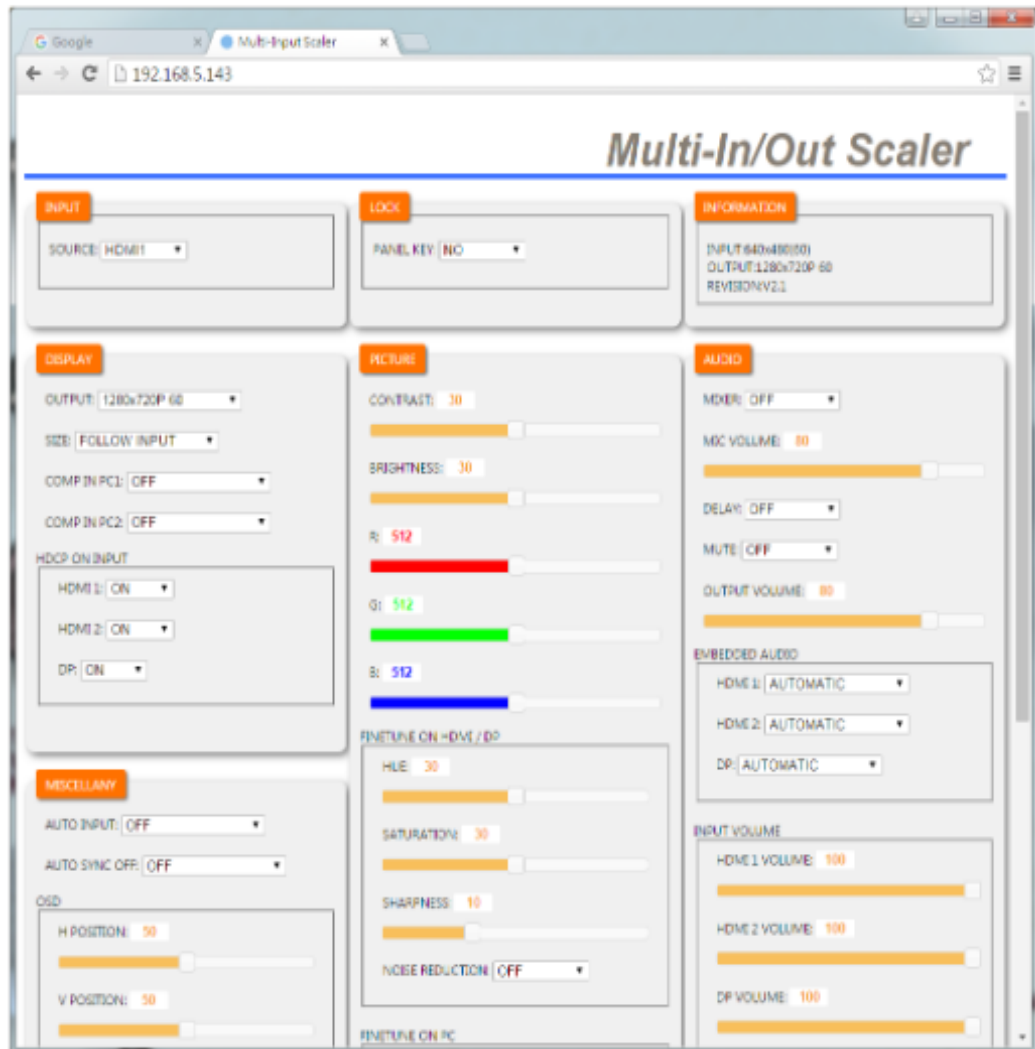 Google
Multi-Input Scaler
192.168.5.143
Multi-In/Out Scaler
INPUT
SOURCE: HDMI1
LOCK
PANEL KEY: NO
INFORMATION
INPUT:640x480(60)
OUTPUT:1280x720P 60
REVISION:V2.1
DISPLAY
OUTPUT: 1280x720P 60
SIZE: FOLLOW INPUT
COMP IN PC1: OFF
COMP IN PC2: OFF
HDCP ON INPUT
HDMI 1: ON
HDMI 2: ON
DP: ON
MISCELLANY
AUTO INPUT: OFF
AUTO SYNC OFF: OFF
OSD
H POSITION: 50
V POSITION: 50
PICTURE
CONTRAST: 30
BRIGHTNESS: 30
R: 512
G: 512
B: 512
FINETUNE ON HDMI / DP
HUE: 30
SATURATION: 30
SHARPNESS: 10
NOISE REDUCTION: OFF
FINETUNE ON PC
AUDIO
MIXER: OFF
MIC VOLUME: 80
DELAY: OFF
MUTE: OFF
OUTPUT VOLUME: 80
EMBEDDED AUDIO
HDMI 1: AUTOMATIC
HDMI 2: AUTOMATIC
DP: AUTOMATIC
INPUT VOLUME
HDMI 1 VOLUME: 100
HDMI 2 VOLUME: 100
DP VOLUME: 100